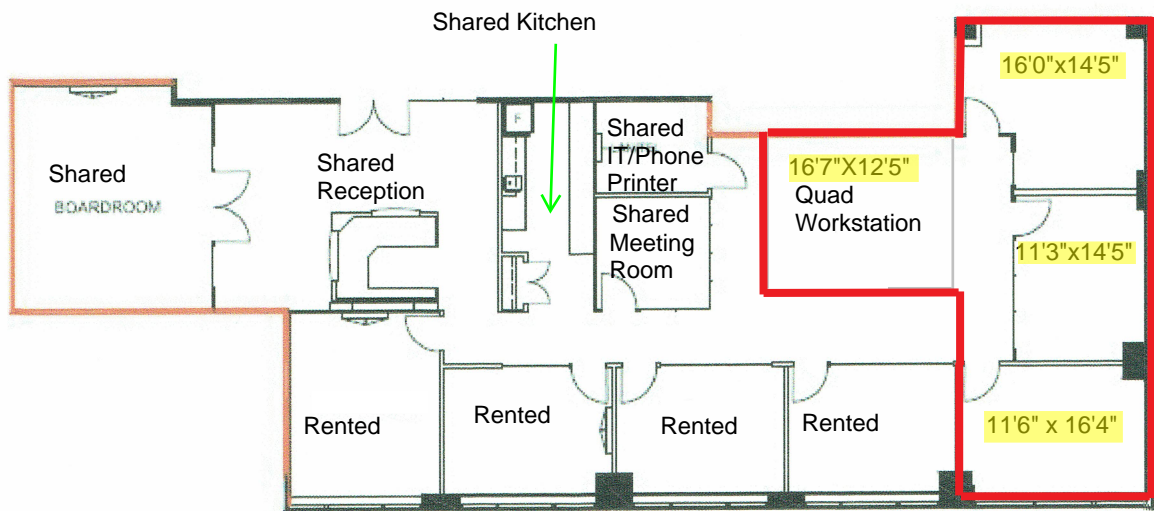 Shared Kitchen
16'0"x14'5"
Shared
IT/Phone
Printer
Shared
BOARDROOM
Shared
Reception
16'7"X12'5"
Quad
Workstation
Shared
Meeting
Room
11'3"x14'5"
Rented
Rented
Rented
Rented
11'6" x 16'4"